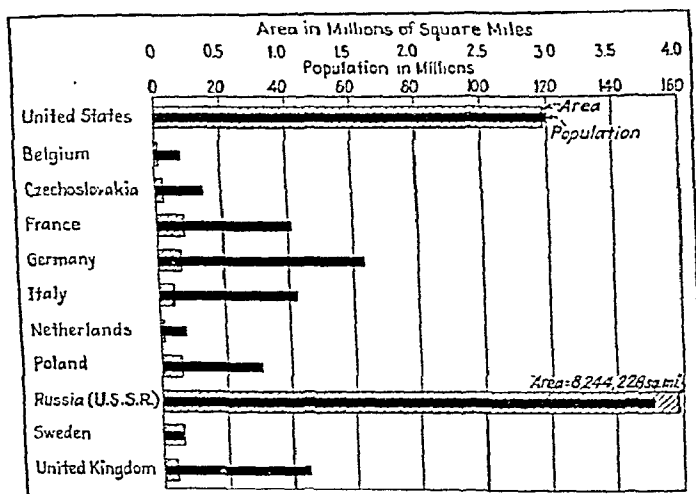 Area in Millions of Square Miles
0 0.5 1.0 1.5 2.0 2.5 3.0 3.5 4.0
Population in Millions
0 20 40 60 80 100 120 140 160
United States
Area
Population
Belgium
Czechoslovakia
France
Germany
Italy
Netherlands
Poland
Area=8,244,228 sq.mi.
Russia (U.S.S.R.)
Sweden
United Kingdom